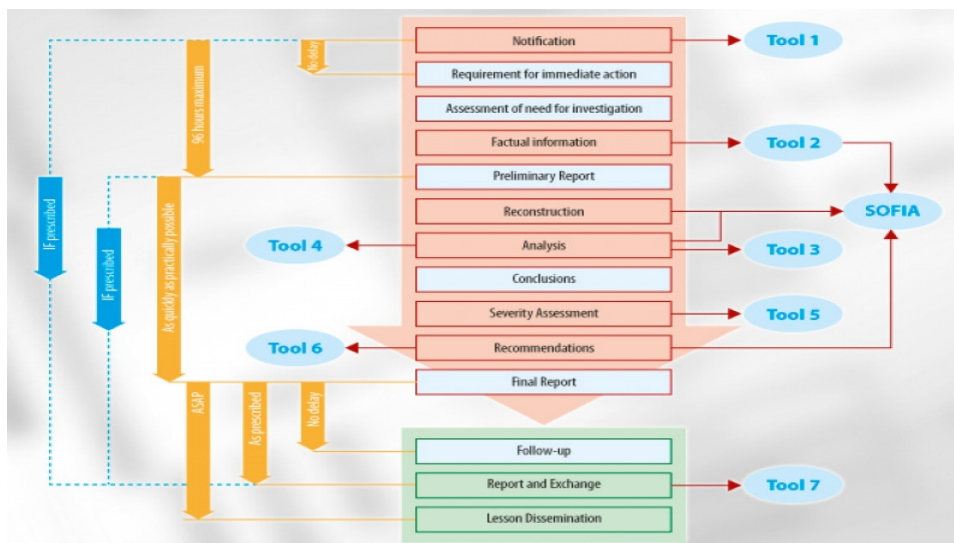 Notification
Tool 1
No delay
Requirement for immediate action
96 hours maximum
Assessment of need for investigation
Factual information
Tool 2
Preliminary Report
IF prescribed
IF prescribed
As quickly as practically possible
Reconstruction
SOFIA
Tool 4
Analysis
Tool 3
Conclusions
Severity Assessment
Tool 5
Tool 6
Recommendations
Final Report
ASAP
As prescribed
No delay
Follow-up
Report and Exchange
Tool 7
Lesson Dissemination